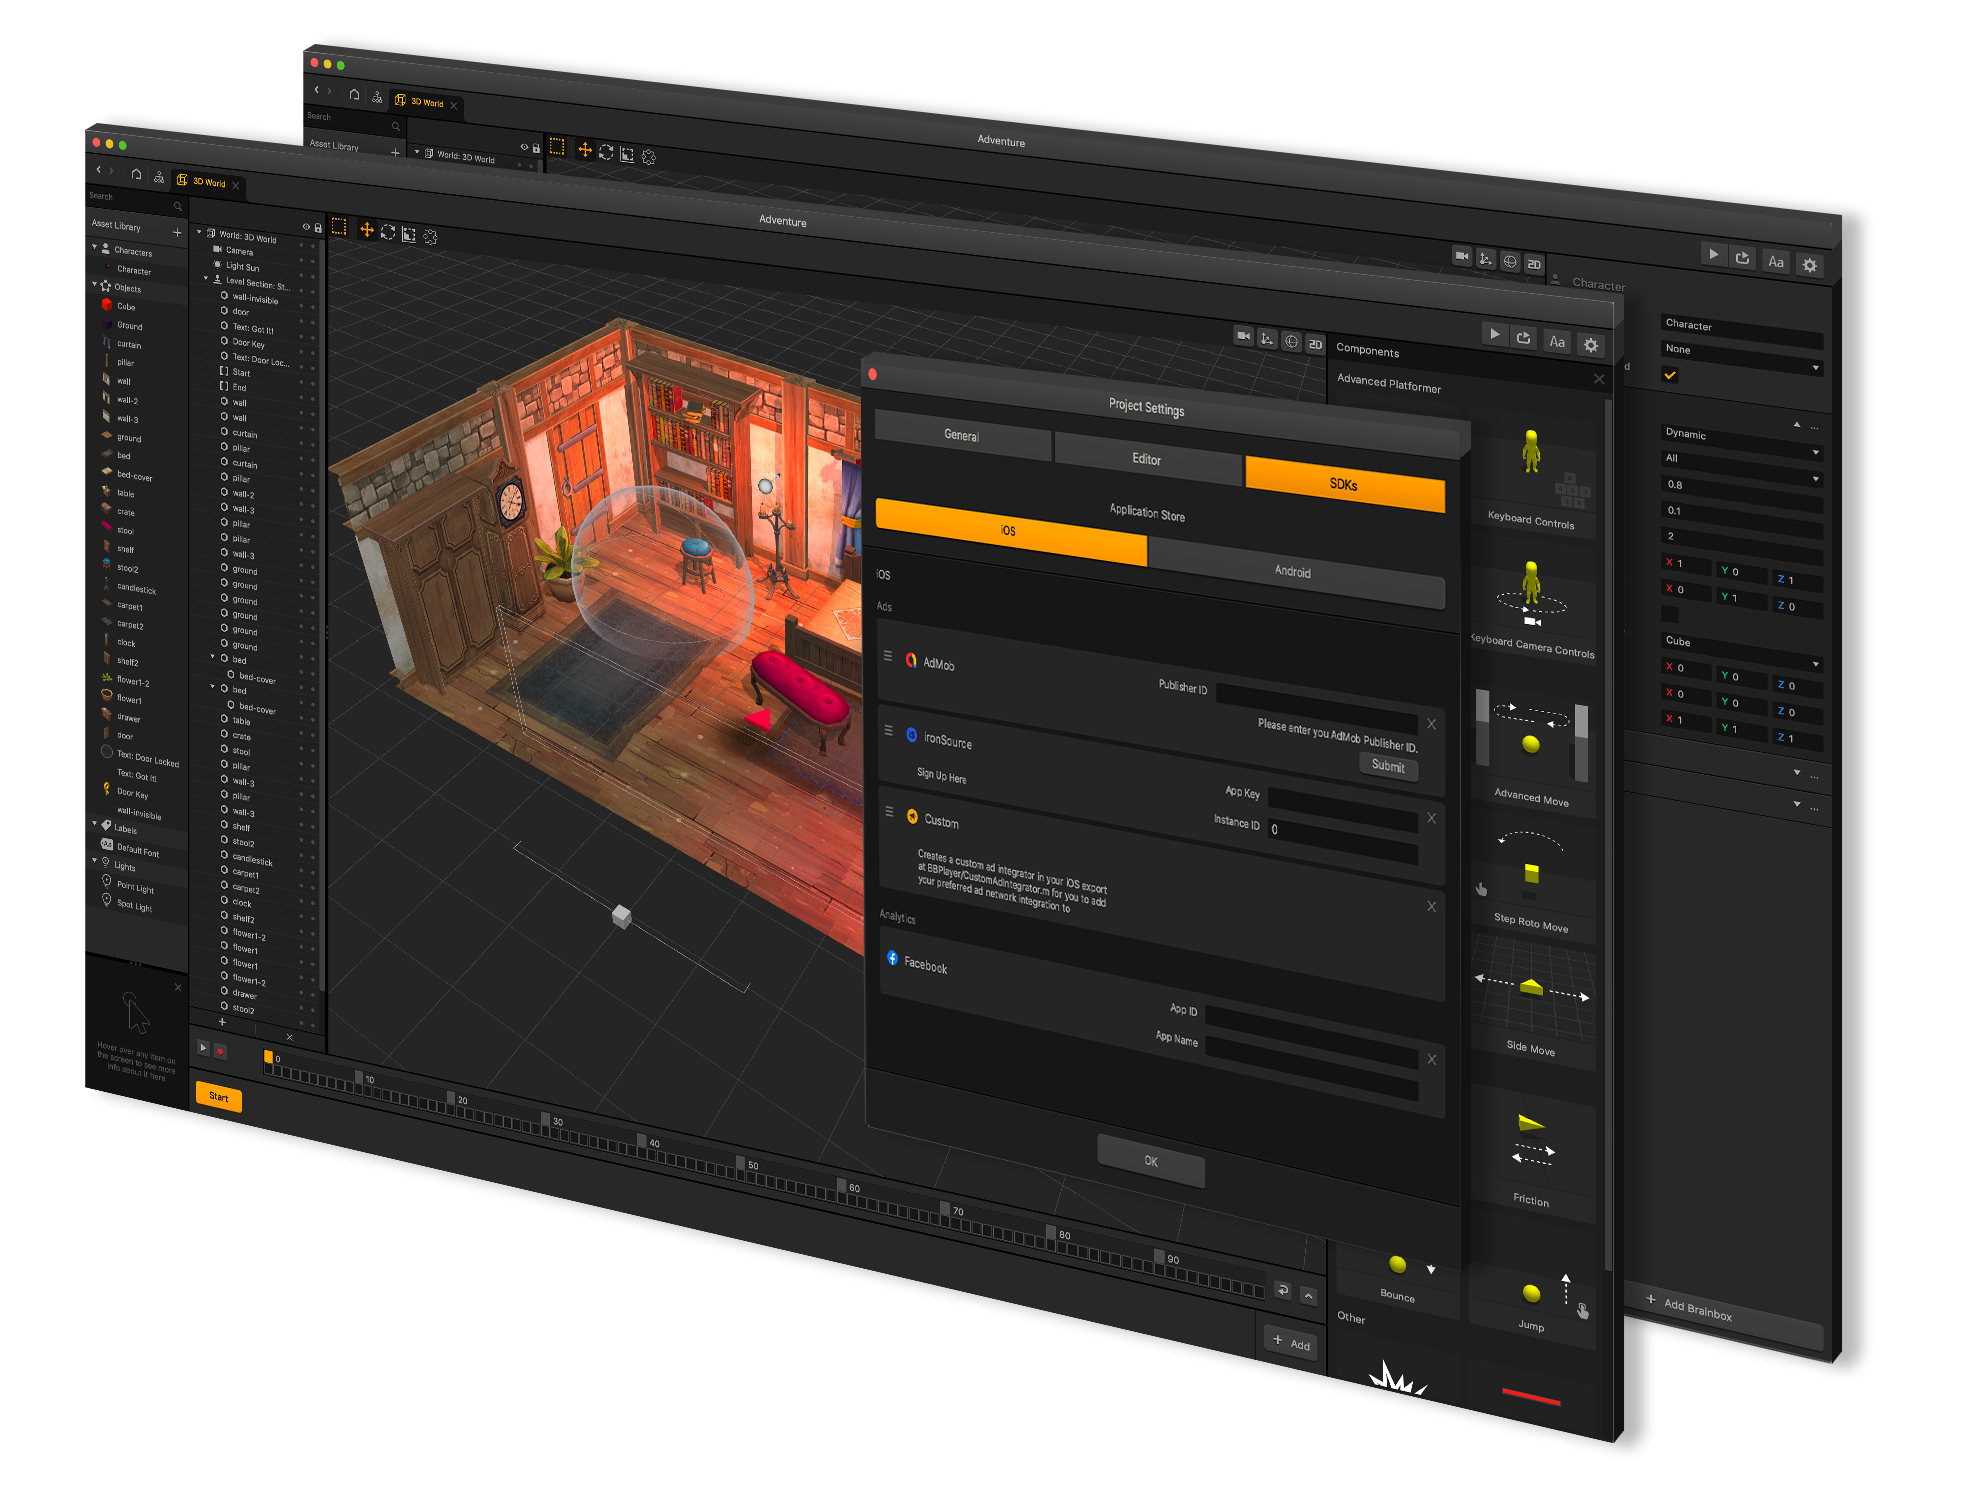 3D World
Search
Asset Library
World: 3D World
Adventure
2D
Aa
Character
Character
None
Dynamic
All
0.8
0.1
2
X 1 Y 0 Z 1
X 0 Y 1 Z 0
Cube
X 0 Y 0 Z 0
X 0 Y 0 Z 0
X 1 Y 1 Z 1
+ Add Brainbox
3D World
Adventure
Search
Asset Library
Characters
Character
Objects
Cube
Ground
curtain
pillar
wall
wall-2
wall-3
ground
bed
bed-cover
table
crate
stool
shelf
stool2
candlestick
carpet1
carpet2
clock
shelf2
flower1-2
flower1
drawer
door
Text: Door Locked
Text: Got It!
Door Key
wall-invisible
Labels
Aa Default Font
Lights
Point Light
Spot Light
Hover over any item on
the screen to see more
info about it here
World: 3D World
Camera
Light Sun
Level Section: St...
wall-invisible
door
Text: Got It!
Door Key
Text: Door Loc...
Start
End
wall
wall
curtain
pillar
curtain
pillar
wall-2
wall-3
pillar
pillar
wall-3
ground
ground
ground
ground
ground
ground
bed
bed-cover
bed
bed-cover
table
crate
stool
pillar
wall-3
pillar
wall-3
shelf
stool2
candlestick
carpet1
carpet2
clock
shelf2
flower1-2
flower1
flower1
flower1-2
drawer
stool2
0
10
20
30
40
50
60
70
80
90
Start
+ Add
2D
Aa
Components
Advanced Platformer
Keyboard Controls
Keyboard Camera Controls
Advanced Move
Step Roto Move
Side Move
Friction
Bounce
Jump
Other
Project Settings
General
Editor
SDKs
Application Store
iOS
Android
iOS
Ads
AdMob
Publisher ID
Please enter you AdMob Publisher ID.
Submit
ironSource
Sign Up Here
App Key
Instance ID 0
Custom
Creates a custom ad integrator in your iOS export
at BBPlayer/CustomAdIntegrator.m for you to add
your preferred ad network integration to
Analytics
Facebook
App ID
App Name
OK